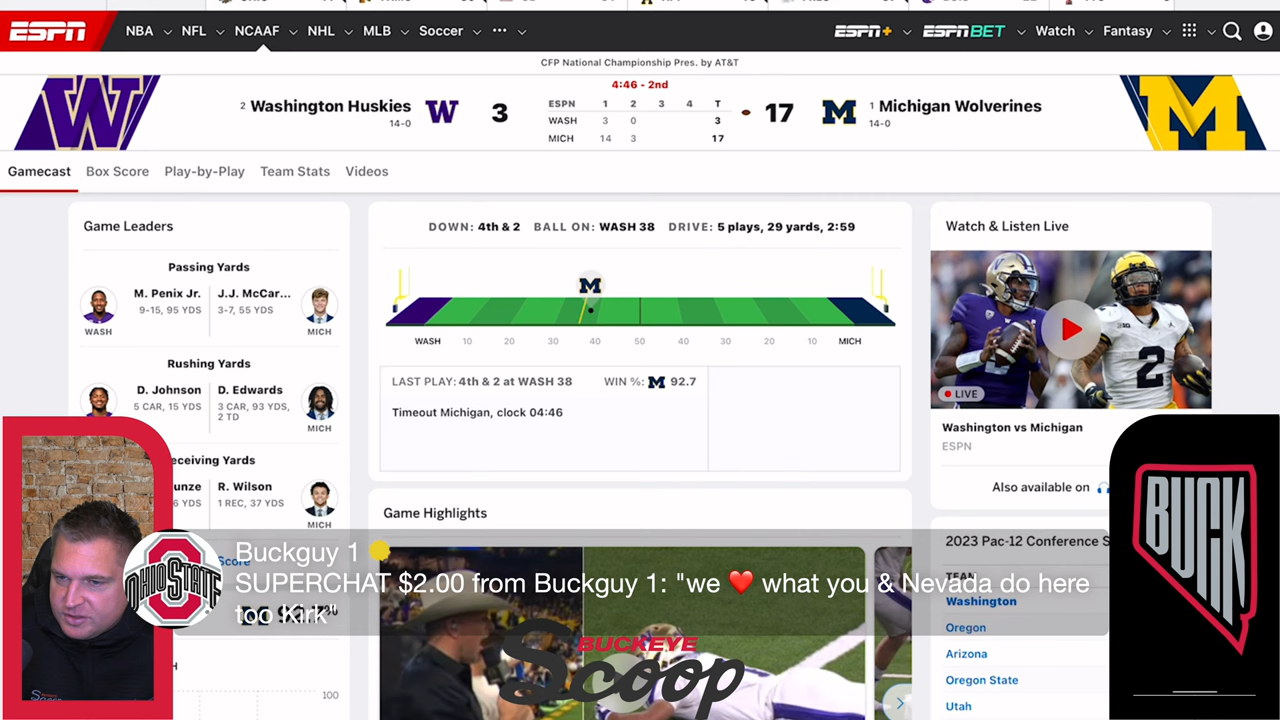 ESPN NBA NFL NCAAF NHL MLB Soccer ••• ESPN+ ESPN BET Watch Fantasy
CFP National Championship Pres. by AT&T
4:46 - 2nd
2 Washington Huskies W 3
14-0
ESPN 1 2 3 4 T
WASH 3 0 3
MICH 14 3 17
17 M 1 Michigan Wolverines
14-0
Gamecast Box Score Play-by-Play Team Stats Videos
Game Leaders
Passing Yards
M. Penix Jr. J.J. McCar...
9-15, 95 YDS 3-7, 55 YDS
WASH MICH
Rushing Yards
D. Johnson D. Edwards
5 CAR, 15 YDS 3 CAR, 93 YDS,
2 TD
MICH
eceiving Yards
unze R. Wilson
6 YDS 1 REC, 37 YDS
MICH
Score
DOWN: 4th & 2 BALL ON: WASH 38 DRIVE: 5 plays, 29 yards, 2:59
M
WASH 10 20 30 40 50 40 30 20 10 MICH
LAST PLAY: 4th & 2 at WASH 38 WIN %: M 92.7
Timeout Michigan, clock 04:46
Game Highlights
Watch & Listen Live
2
LIVE
Washington vs Michigan
ESPN
Also available on
2023 Pac-12 Conference S
TEAM
Washington
Oregon
Arizona
Oregon State
Utah
OHIO STATE
Buckguy 1
SUPERCHAT $2.00 from Buckguy 1: "we ❤️ what you & Nevada do here
too Kirk"
100
BUCKEYE
Scoop
BUCK